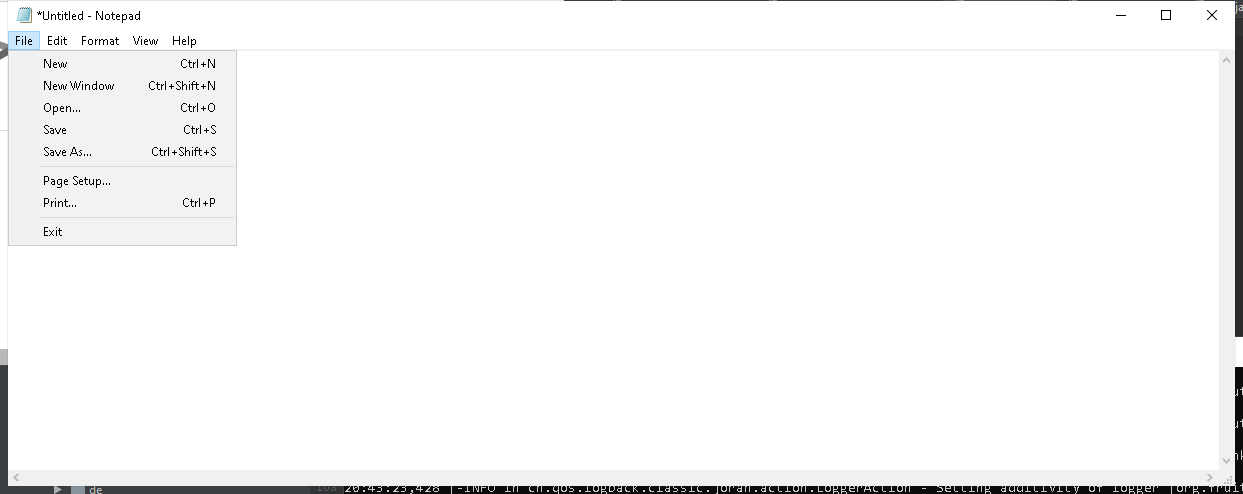 *Untitled - Notepad
File Edit Format View Help
New Ctrl+N
New Window Ctrl+Shift+N
Open... Ctrl+O
Save Ctrl+S
Save As... Ctrl+Shift+S
Page Setup... 
Print... Ctrl+P
Exit
de 20:43:23,428 |-INFO in ch.qos.logback.classic.joran.action.LoggerAction - Setting additivity of logger